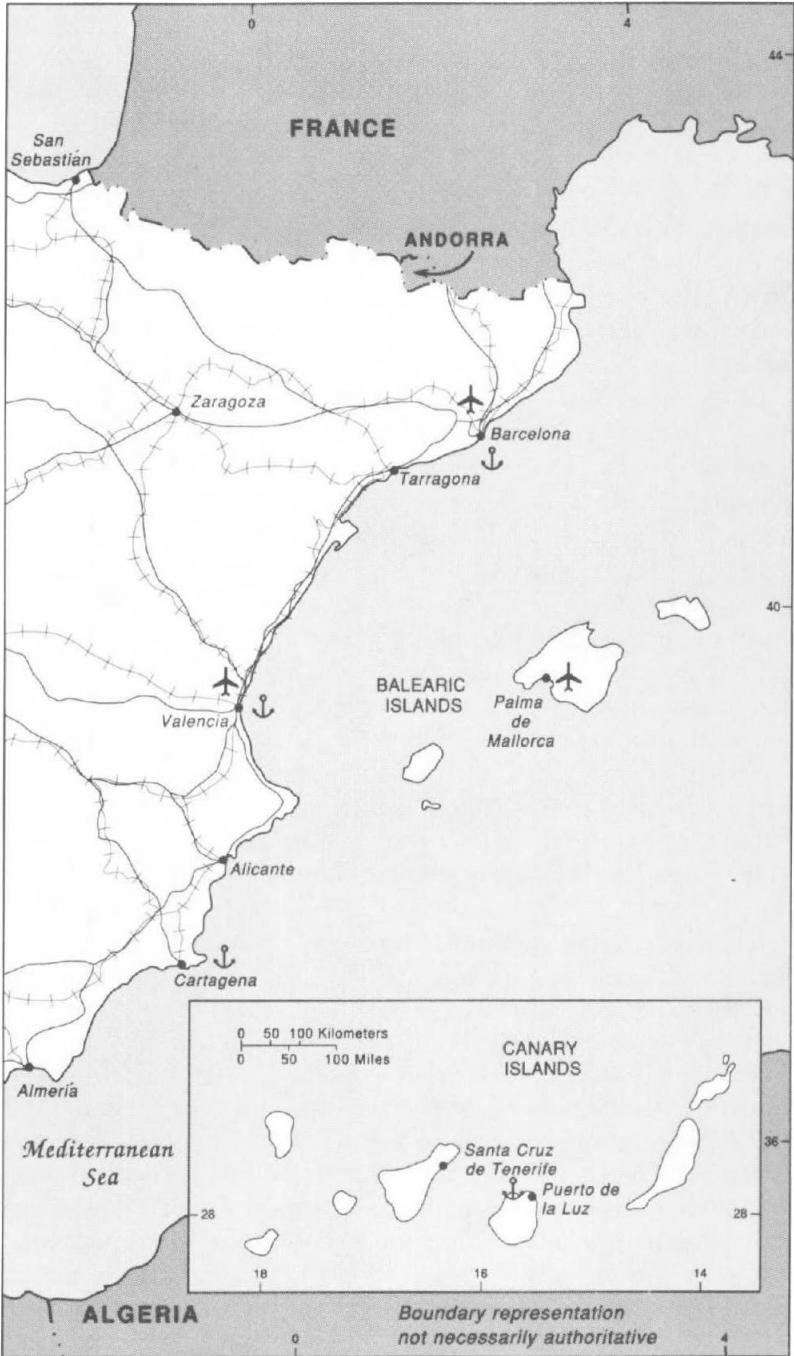 0
4
44
FRANCE
San
Sebastián
ANDORRA
Zaragoza
Barcelona
Tarragona
40
BALEARIC
ISLANDS
Palma
de
Mallorca
Valencia
Alicante
Cartagena
0 50 100 Kilometers
0 50 100 Miles
CANARY
ISLANDS
Almería
Mediterranean
Sea
36
Santa Cruz
de Tenerife
Puerto de
la Luz
28
28
18
16
14
ALGERIA
Boundary representation
not necessarily authoritative
0
4